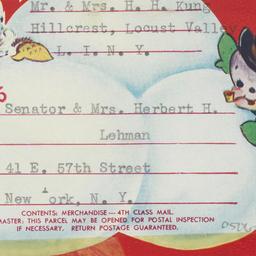 Mr. & Mrs. H. H. Kung
Hillcrest, Locust Valley
L. I. N. Y.
6
Senator & Mrs. Herbert H.
Lehman
41 E. 57th Street
New York, N. Y.
CONTENTS: MERCHANDISE—4TH CLASS MAIL.
MASTER: THIS PARCEL MAY BE OPENED FOR POSTAL INSPECTION
IF NECESSARY. RETURN POSTAGE GUARANTEED.